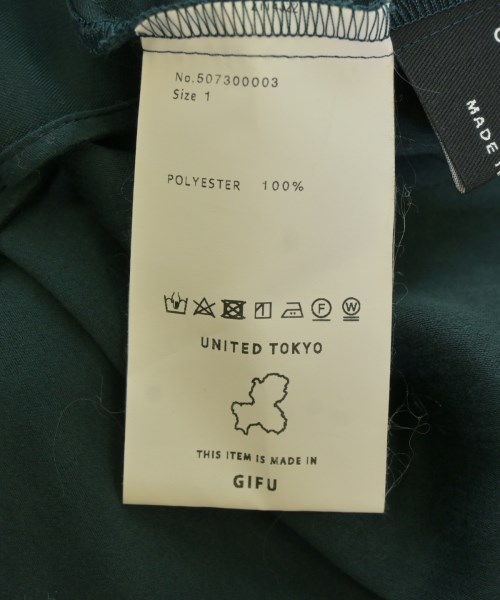 No.507300003
Size 1
POLYESTER 100%
F W
UNITED TOKYO
THIS ITEM IS MADE IN
GIFU
MADE